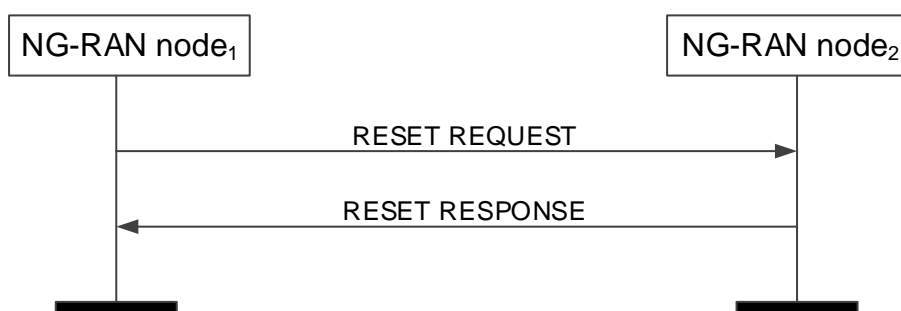 NG-RAN node₁
NG-RAN node₂
RESET REQUEST
RESET RESPONSE